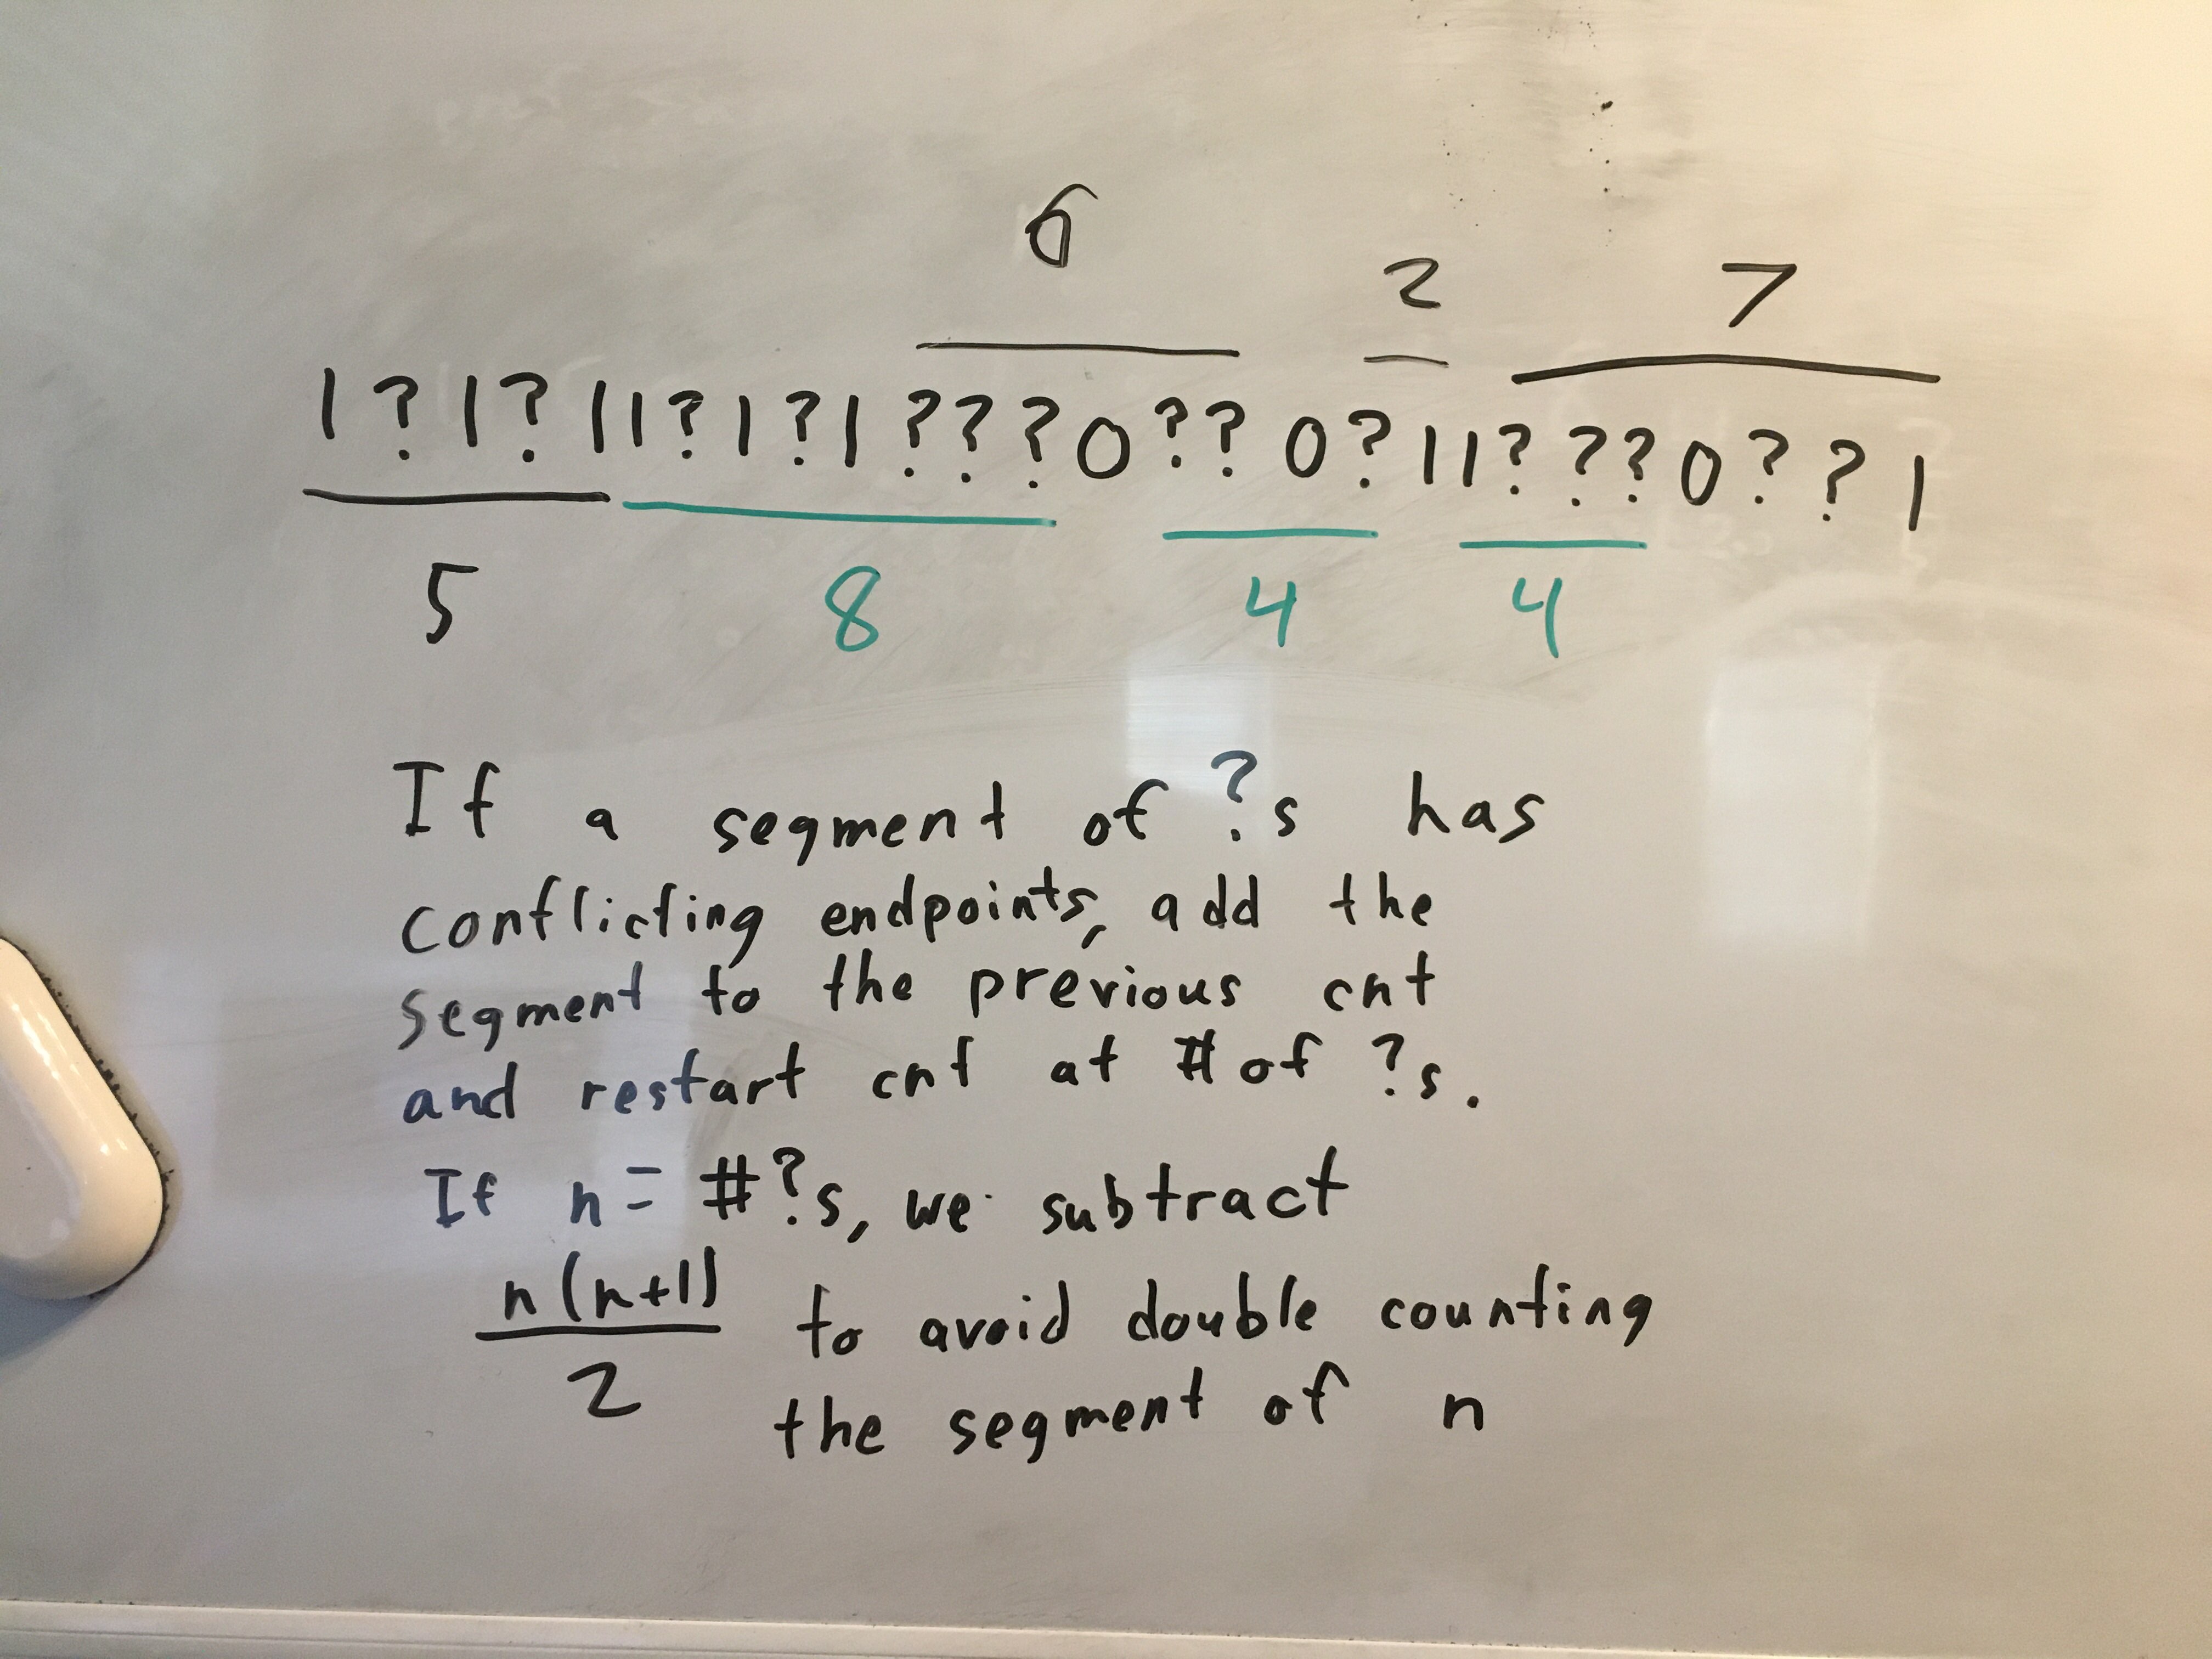 6 2 7
1?1?11?1?1???0??0?11???0??1
5 8 4 4
If a segment of ?s has
conflicting endpoints, add the
segment to the previous cnt
and restart cnt at # of ?s.
If n = #?s, we subtract
n(n+1)
2
to avoid double counting
the segment of n